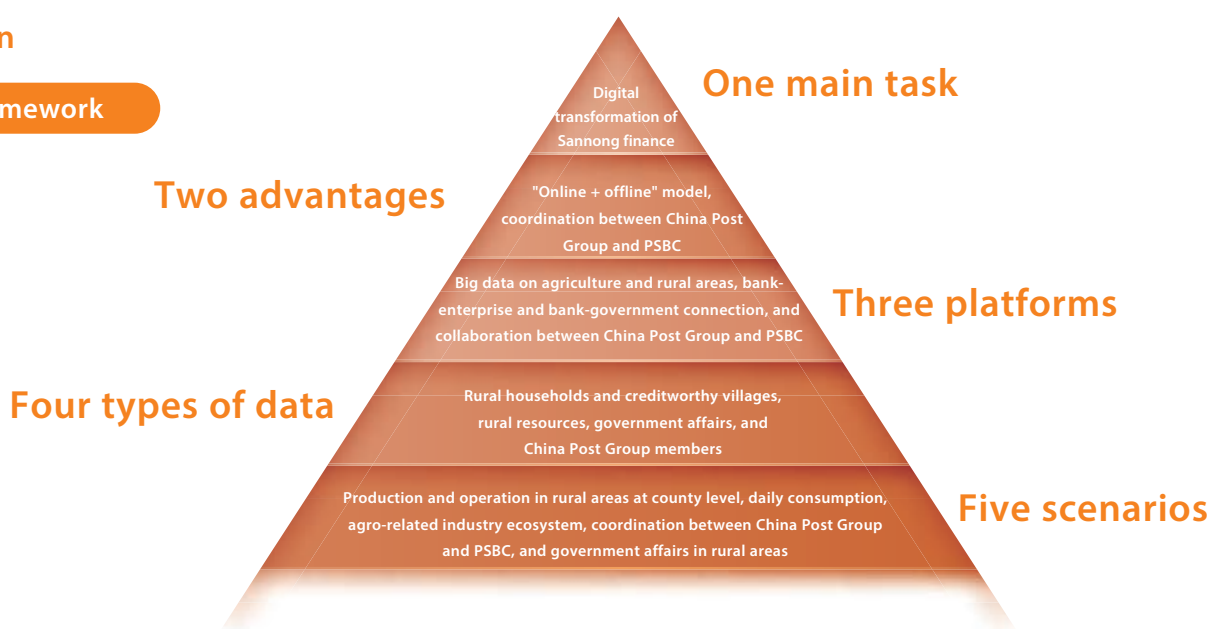 n
mework
One main task
Digital
transformation of
Sannong finance
Two advantages
"Online + offline" model,
coordination between China Post
Group and PSBC
Three platforms
Big data on agriculture and rural areas, bank-
enterprise and bank-government connection, and
collaboration between China Post Group and PSBC
Four types of data
Rural households and creditworthy villages,
rural resources, government affairs, and
China Post Group members
Five scenarios
Production and operation in rural areas at county level, daily consumption,
agro-related industry ecosystem, coordination between China Post Group
and PSBC, and government affairs in rural areas